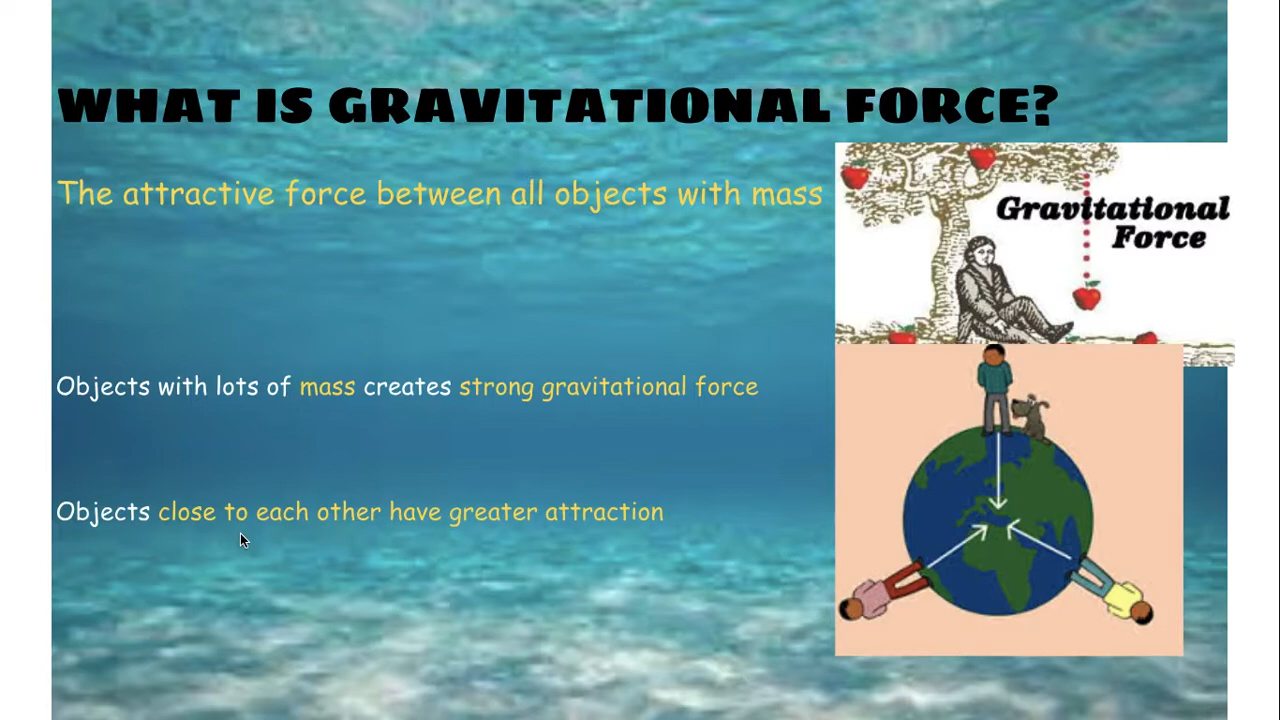 WHAT IS GRAVITATIONAL FORCE?
The attractive force between all objects with mass
Gravitational
Force
Objects with lots of mass creates strong gravitational force
Objects close to each other have greater attraction